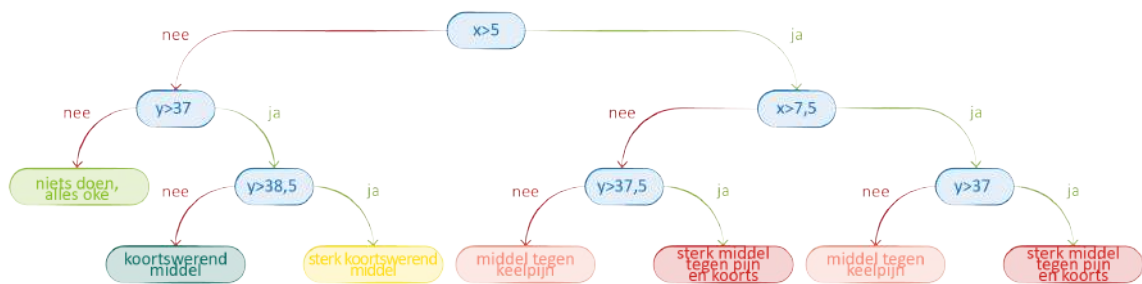 x>5
nee
ja
y>37
x>7,5
nee
ja
nee
ja
niets doen,
alles oké
y>38,5
y>37,5
y>37
nee
ja
nee
ja
nee
ja
koortswerend
middel
sterk koortswerend
middel
middel tegen
keelpijn
sterk middel
tegen pijn
en koorts
middel tegen
keelpijn
sterk middel
tegen pijn
en koorts